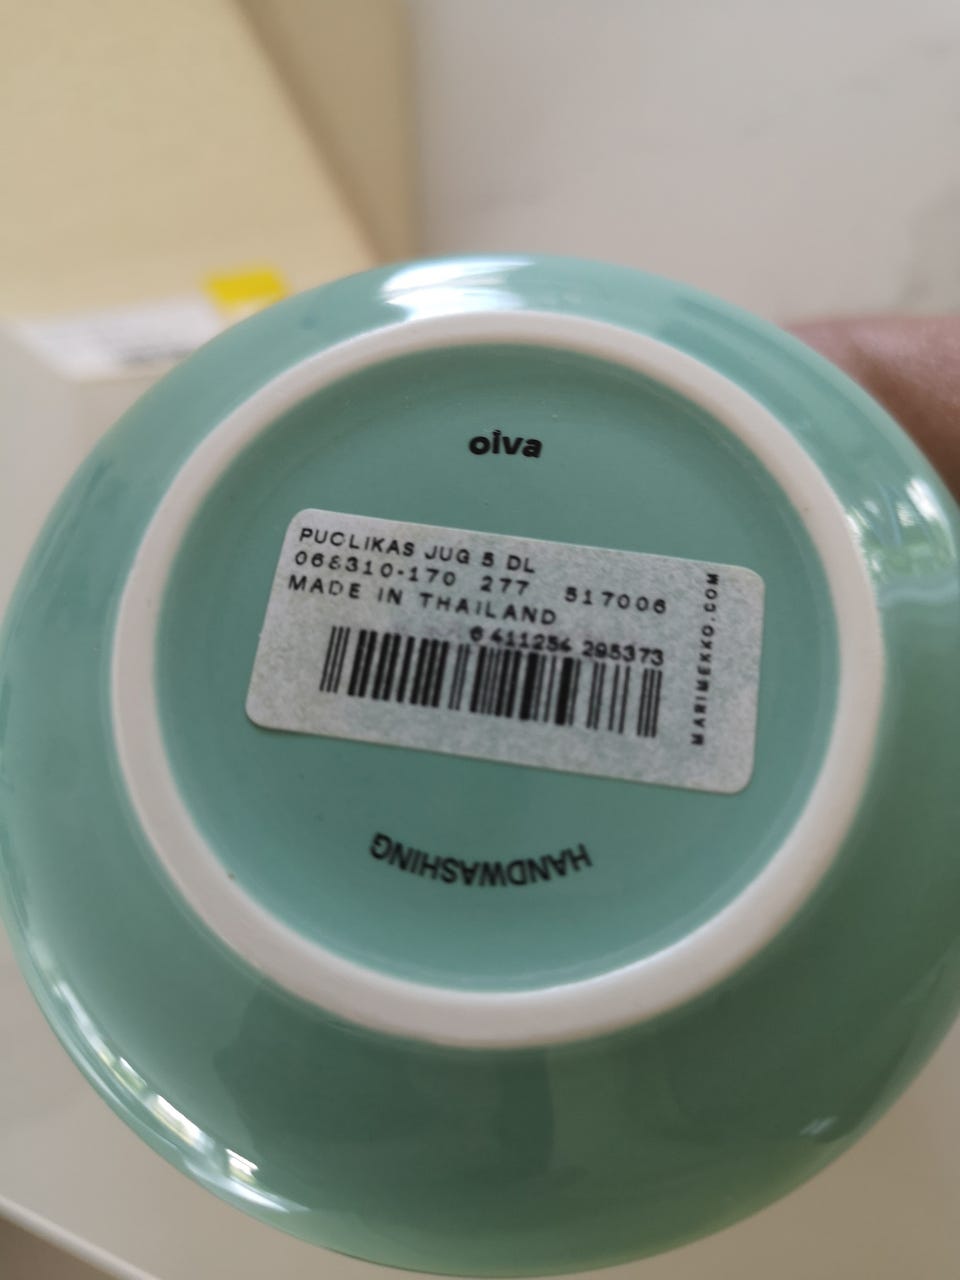 oiva
PUOLIKAS JUG 5 DL
068310-170 277 517006
MADE IN THAILAND
6 411254 295373
MARIMEKKO.COM
HANDWASHING